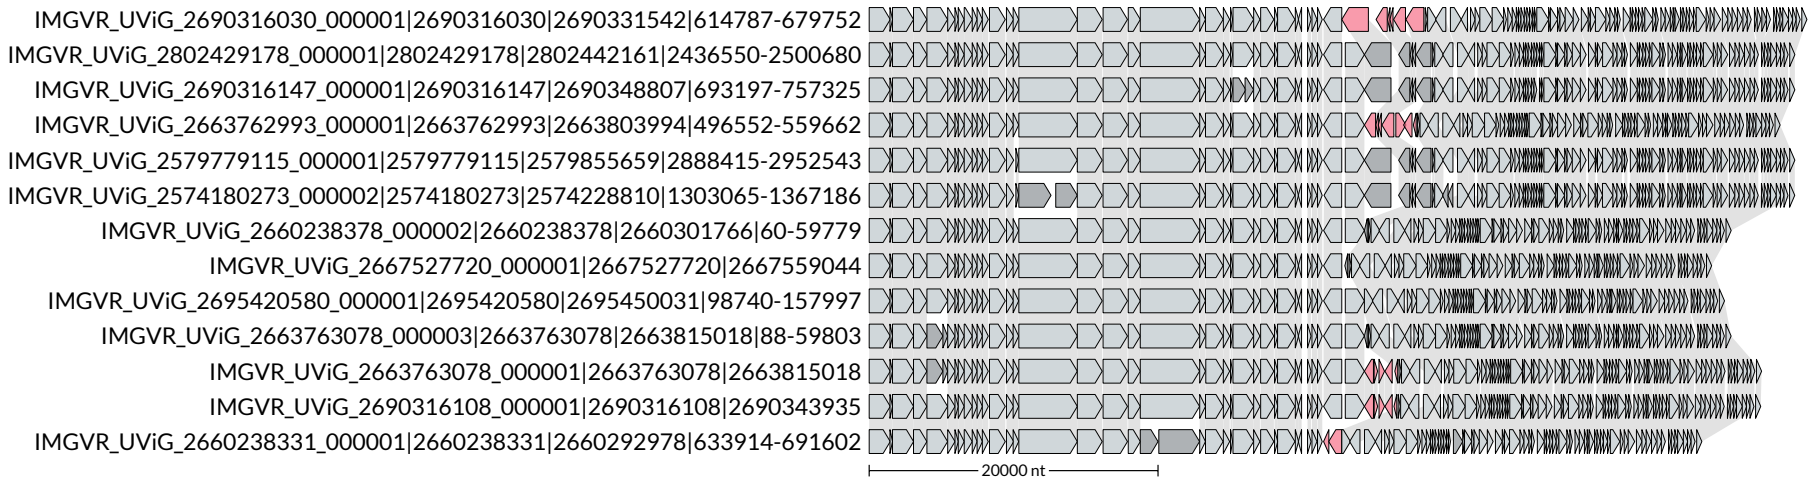 IMGVR_UViG_2690316030_000001|2690316030|2690331542|614787-679752
IMGVR_UViG_2802429178_000001|2802429178|2802442161|2436550-2500680
IMGVR_UViG_2690316147_000001|2690316147|2690348807|693197-757325
IMGVR_UViG_2663762993_000001|2663762993|2663803994|496552-559662
IMGVR_UViG_2579779115_000001|2579779115|2579855659|2888415-2952543
IMGVR_UViG_2574180273_000002|2574180273|2574228810|1303065-1367186
IMGVR_UViG_2660238378_000002|2660238378|2660301766|60-59779
IMGVR_UViG_2667527720_000001|2667527720|2667559044
IMGVR_UViG_2695420580_000001|2695420580|2695450031|98740-157997
IMGVR_UViG_2663763078_000003|2663763078|2663815018|88-59803
IMGVR_UViG_2663763078_000001|2663763078|2663815018
IMGVR_UViG_2690316108_000001|2690316108|2690343935
IMGVR_UViG_2660238331_000001|2660238331|2660292978|633914-691602
20000 nt